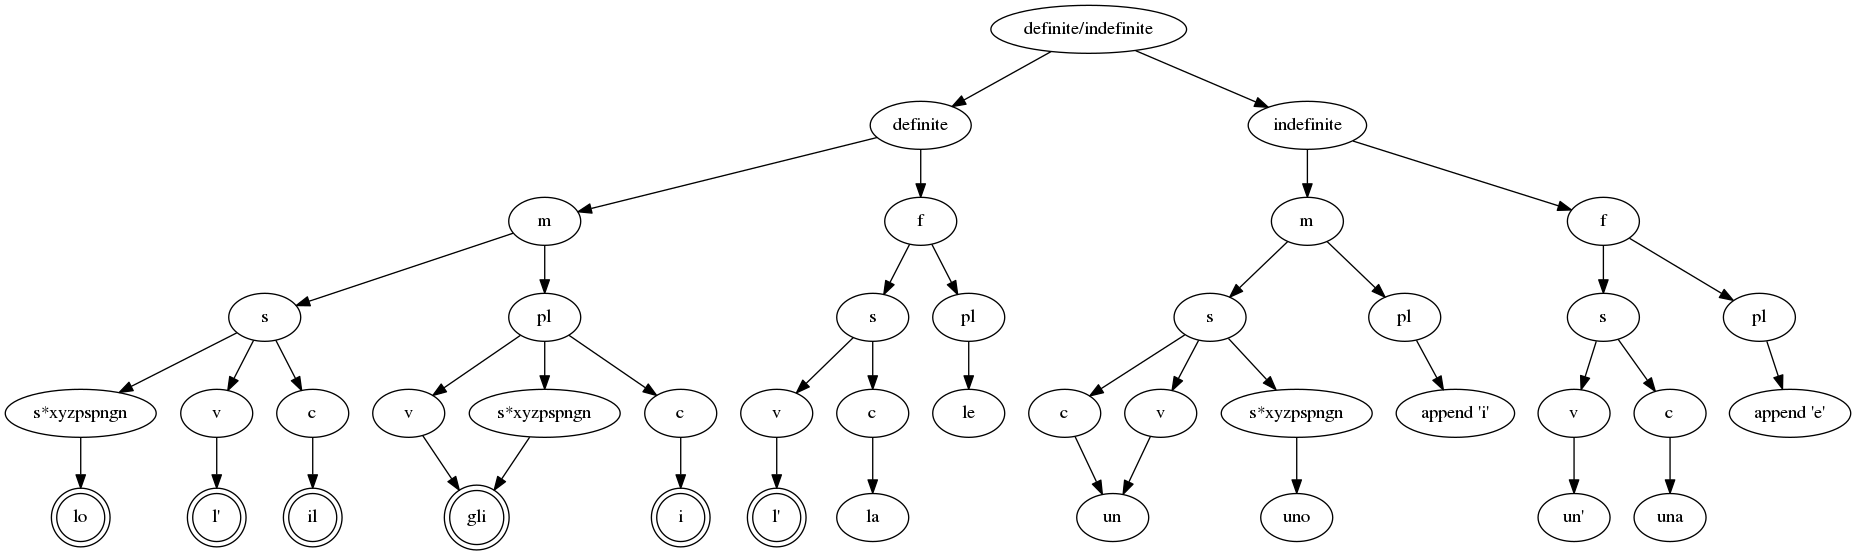 definite/indefinite
definite
indefinite
m
f
m
f
s
pl
s
pl
s
pl
s
pl
s*xyzpspngn
v
c
v
s*xyzpspngn
c
v
c
le
c
v
s*xyzpspngn
append 'i'
v
c
append 'e'
lo
l'
il
gli
i
l'
la
un
uno
un'
una